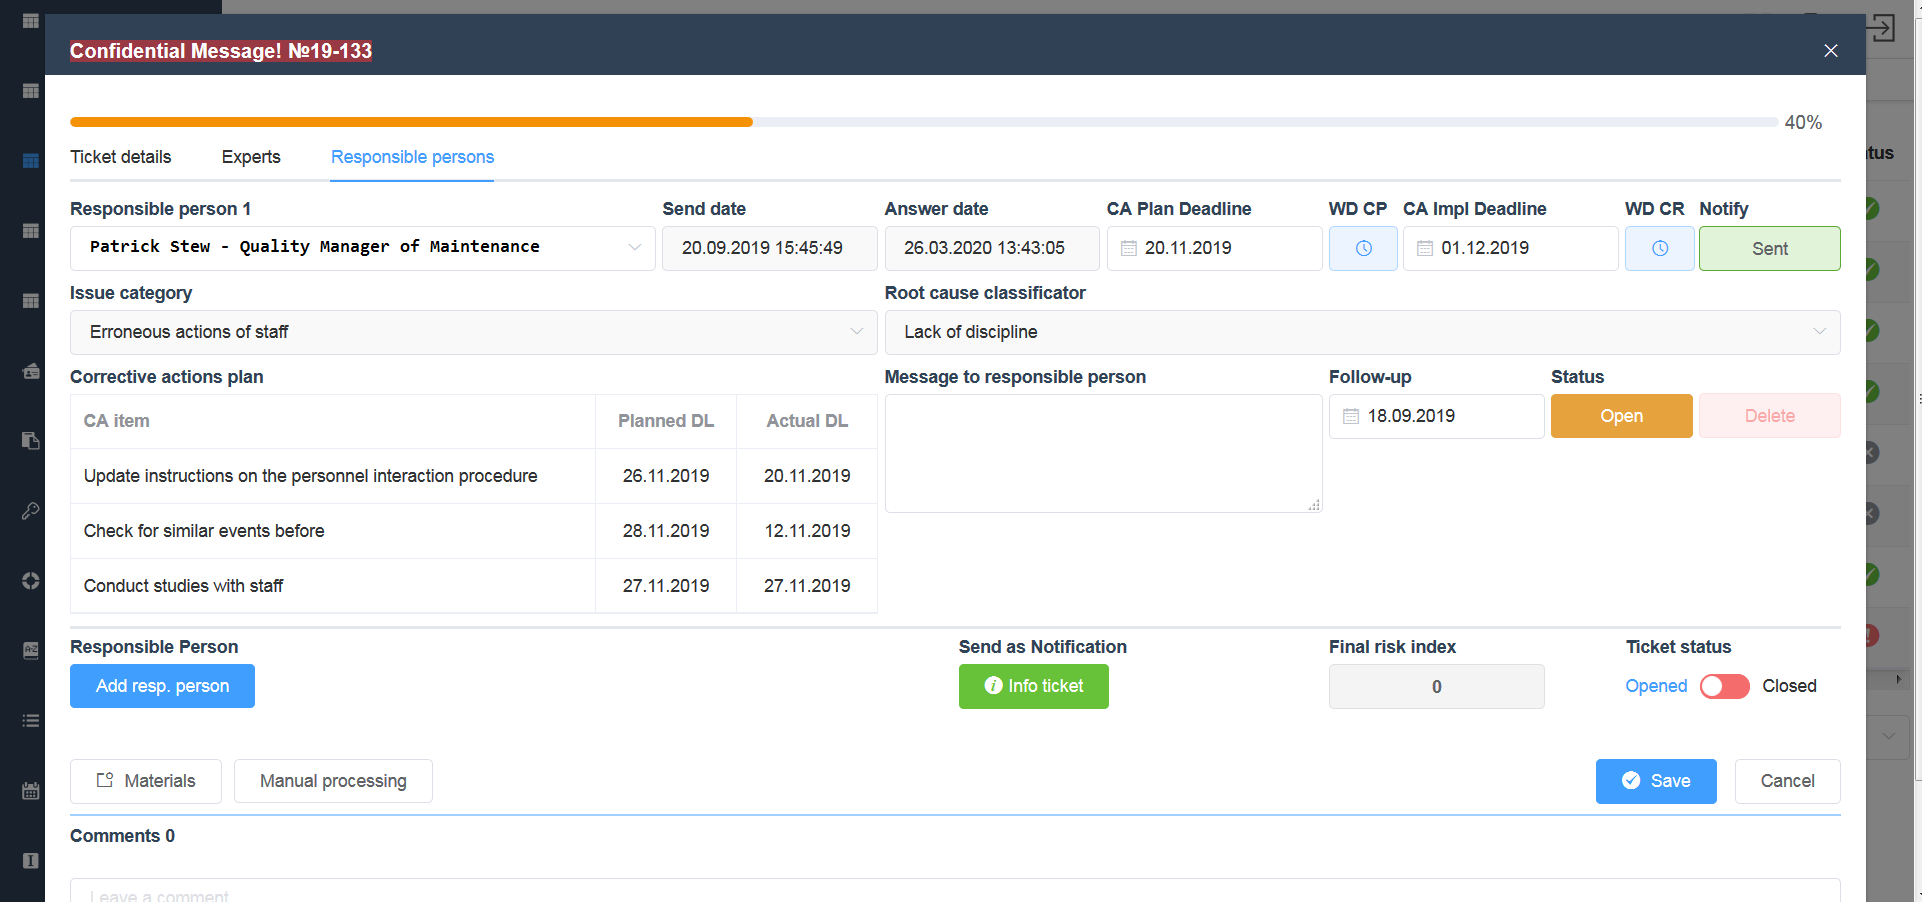 Confidential Message! №19-133
40%
Ticket details Experts Responsible persons
tus
Responsible person 1 Send date Answer date CA Plan Deadline WD CP CA Impl Deadline WD CR Notify
Patrick Stew - Quality Manager of Maintenance 20.09.2019 15:45:49 26.03.2020 13:43:05 20.11.2019 01.12.2019 Sent
Issue category Root cause classificator
Erroneous actions of staff Lack of discipline
Corrective actions plan Message to responsible person Follow-up Status
CA item Planned DL Actual DL 18.09.2019 Open Delete
Update instructions on the personnel interaction procedure 26.11.2019 20.11.2019
Check for similar events before 28.11.2019 12.11.2019
Conduct studies with staff 27.11.2019 27.11.2019
Responsible Person Send as Notification Final risk index Ticket status
Add resp. person Info ticket 0 Opened Closed
Materials Manual processing Save Cancel
Comments 0
Leave a comment